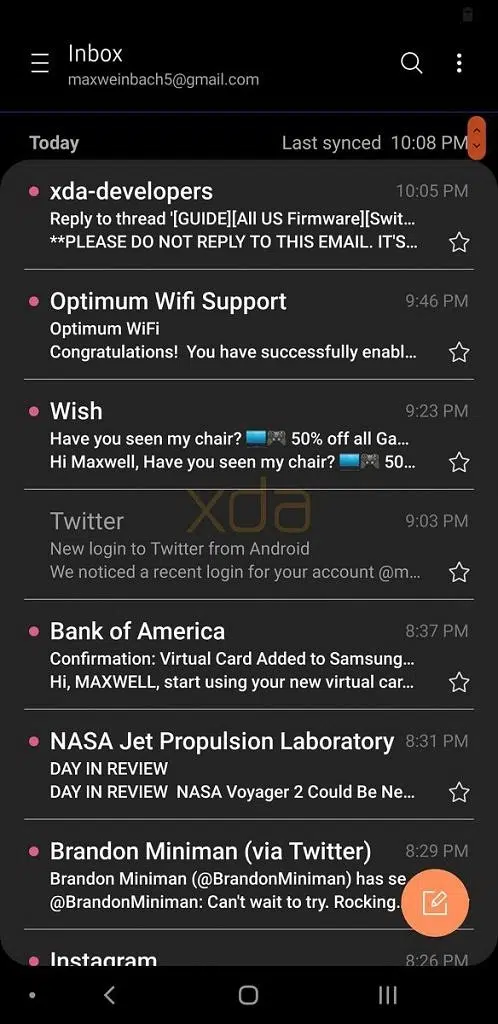 Inbox
maxweinbach5@gmail.com
Today
Last synced 10:08 PM
xda-developers 10:05 PM
Reply to thread '[GUIDE][All US Firmware][Swit...
**PLEASE DO NOT REPLY TO THIS EMAIL. IT'S...
Optimum Wifi Support 9:46 PM
Optimum WiFi
Congratulations! You have successfully enabl...
Wish 9:23 PM
Have you seen my chair? 🟦🎮 50% off all Ga...
Hi Maxwell, Have you seen my chair? 🟦🎮 50...
xda
Twitter 9:03 PM
New login to Twitter from Android
We noticed a recent login for your account @m...
Bank of America 8:37 PM
Confirmation: Virtual Card Added to Samsung...
Hi, MAXWELL, start using your new virtual car...
NASA Jet Propulsion Laboratory 8:31 PM
DAY IN REVIEW
DAY IN REVIEW NASA Voyager 2 Could Be Ne...
Brandon Miniman (via Twitter) 8:29 PM
Brandon Miniman (@BrandonMiniman) has se
@BrandonMiniman: Can't wait to try. Rocking.
Instagram 8:26 PM